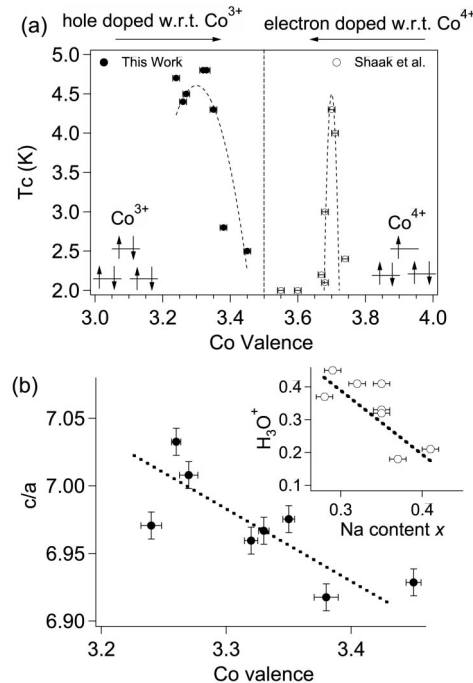 (a) hole doped w.r.t. Co3+ electron doped w.r.t. Co4+
This Work
Shaak et al.
5.0
4.5
4.0
3.5
3.0
2.5
2.0
Tc (K)
Co3+
Co4+
3.0 3.2 3.4 3.6 3.8 4.0
Co Valence
(b)
7.05
7.00
6.95
6.90
c/a
0.4
0.3
0.2
0.1
H3O+
0.3 0.4
Na content x
3.2 3.3 3.4
Co valence